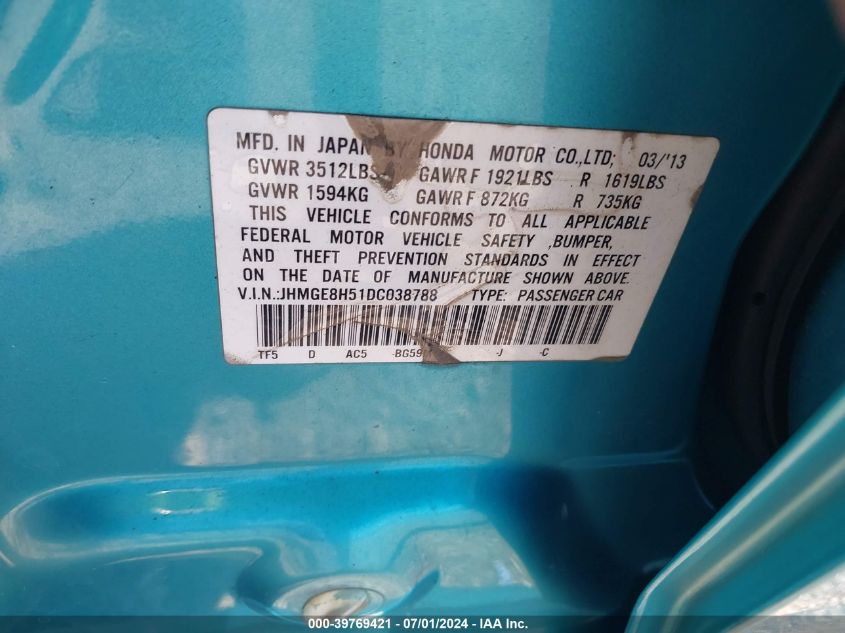 MFD. IN JAPAN BY HONDA MOTOR CO.,LTD; 03/'13
GVWR 3512LBS GAWR F 1921LBS R 1619LBS
GVWR 1594KG GAWR F 872KG R 735KG
THIS VEHICLE CONFORMS TO ALL APPLICABLE
FEDERAL MOTOR VEHICLE SAFETY ,BUMPER,
AND THEFT PREVENTION STANDARDS IN EFFECT
ON THE DATE OF MANUFACTURE SHOWN ABOVE.
V.I.N.:JHMGE8H51DC038788 TYPE: PASSENGER CAR
TF5 D AC5 -J -C
000-39769421 / 07/01/2024 - IAA Inc.